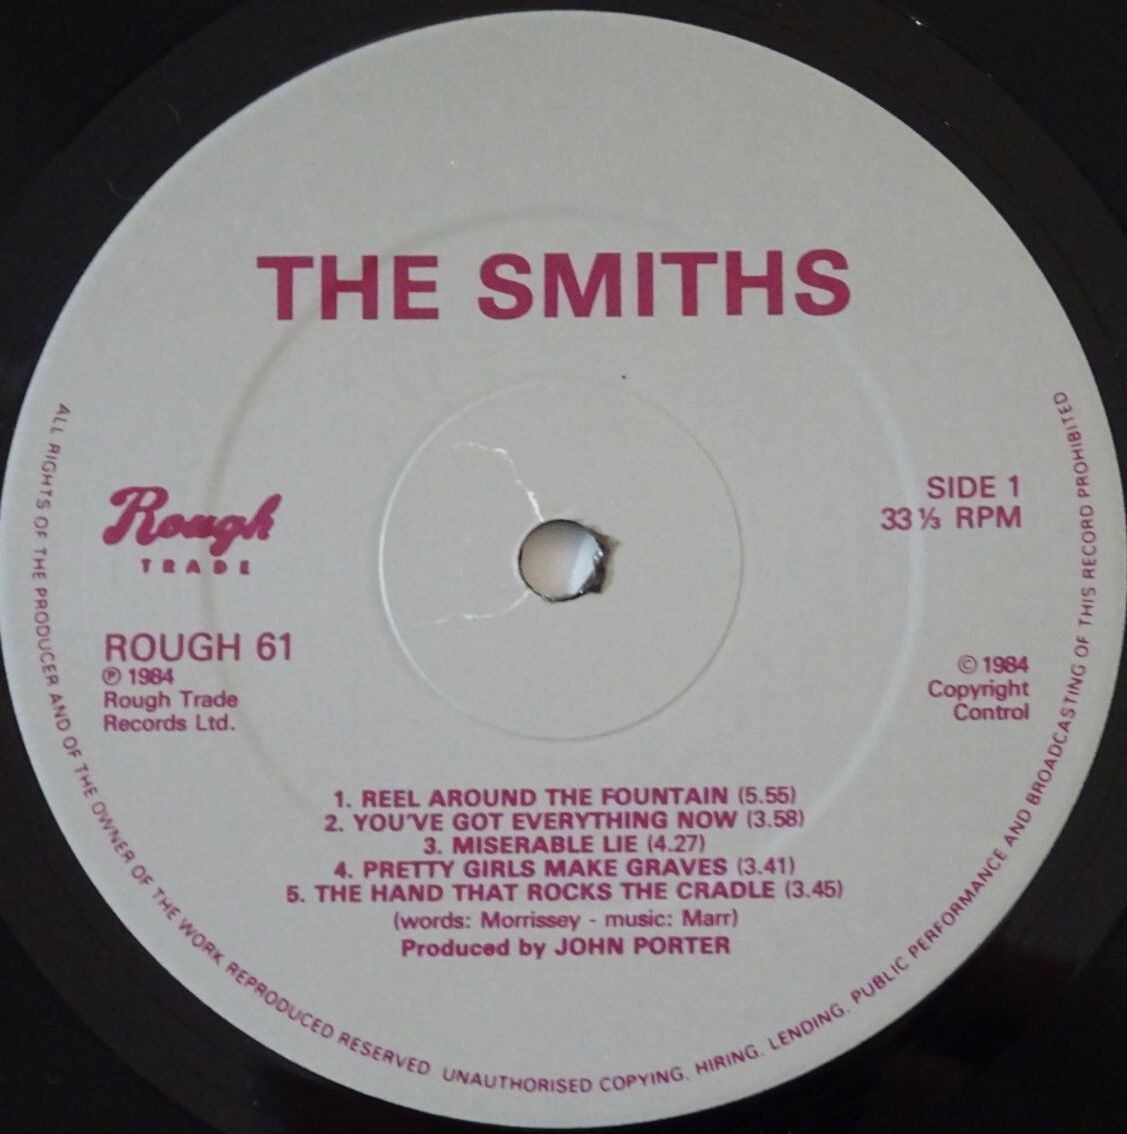 THE SMITHS
Rough
TRADE
SIDE 1
33 ⅓ RPM
ROUGH 61
℗ 1984
Rough Trade
Records Ltd.
© 1984
Copyright
Control
1. REEL AROUND THE FOUNTAIN (5.55)
2. YOU'VE GOT EVERYTHING NOW (3.58)
3. MISERABLE LIE (4.27)
4. PRETTY GIRLS MAKE GRAVES (3.41)
5. THE HAND THAT ROCKS THE CRADLE (3.45)
(words: Morrissey - music: Marr)
Produced by JOHN PORTER
ALL RIGHTS OF THE PRODUCER AND OF THE OWNER OF THE WORK REPRODUCED RESERVED UNAUTHORISED COPYING, HIRING, LENDING, PUBLIC PERFORMANCE AND BROADCASTING OF THIS RECORD PROHIBITED